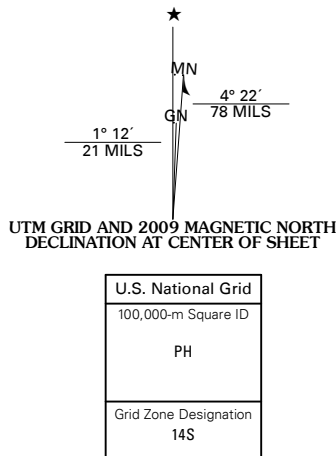 ★
MN
4° 22´
78 MILS
GN
1° 12´
21 MILS
UTM GRID AND 2009 MAGNETIC NORTH
DECLINATION AT CENTER OF SHEET
U.S. National Grid
100,000-m Square ID
PH
Grid Zone Designation
14S